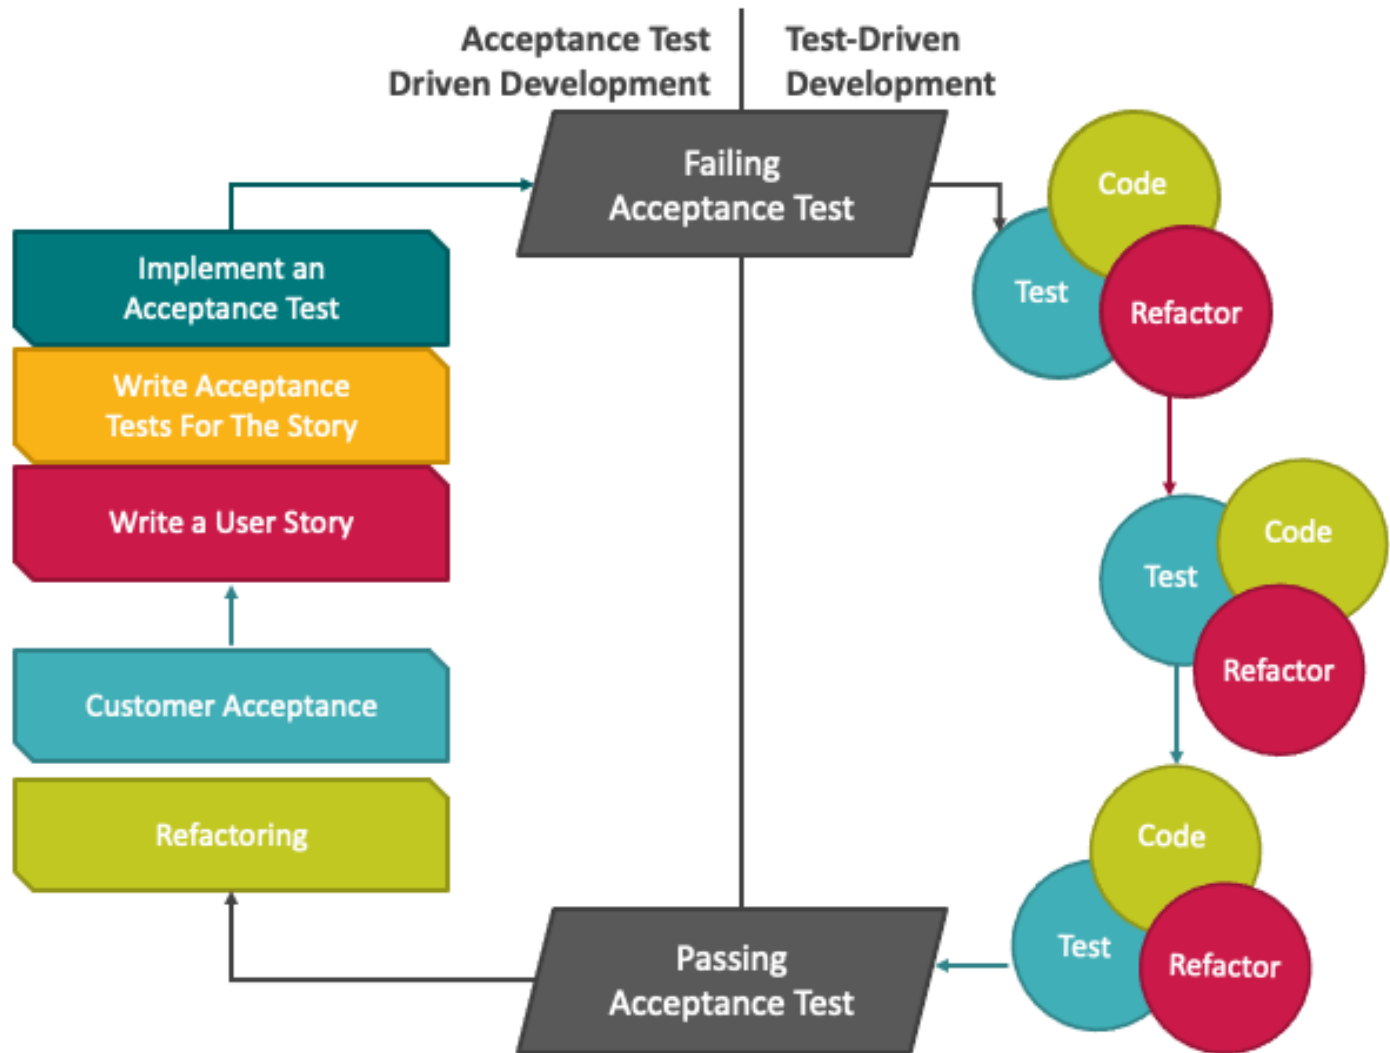 Acceptance Test
Driven Development
Test-Driven
Development
Failing
Acceptance Test
Implement an
Acceptance Test
Write Acceptance
Tests For The Story
Write a User Story
Customer Acceptance
Refactoring
Code
Test
Refactor
Code
Test
Refactor
Code
Test
Refactor
Passing
Acceptance Test